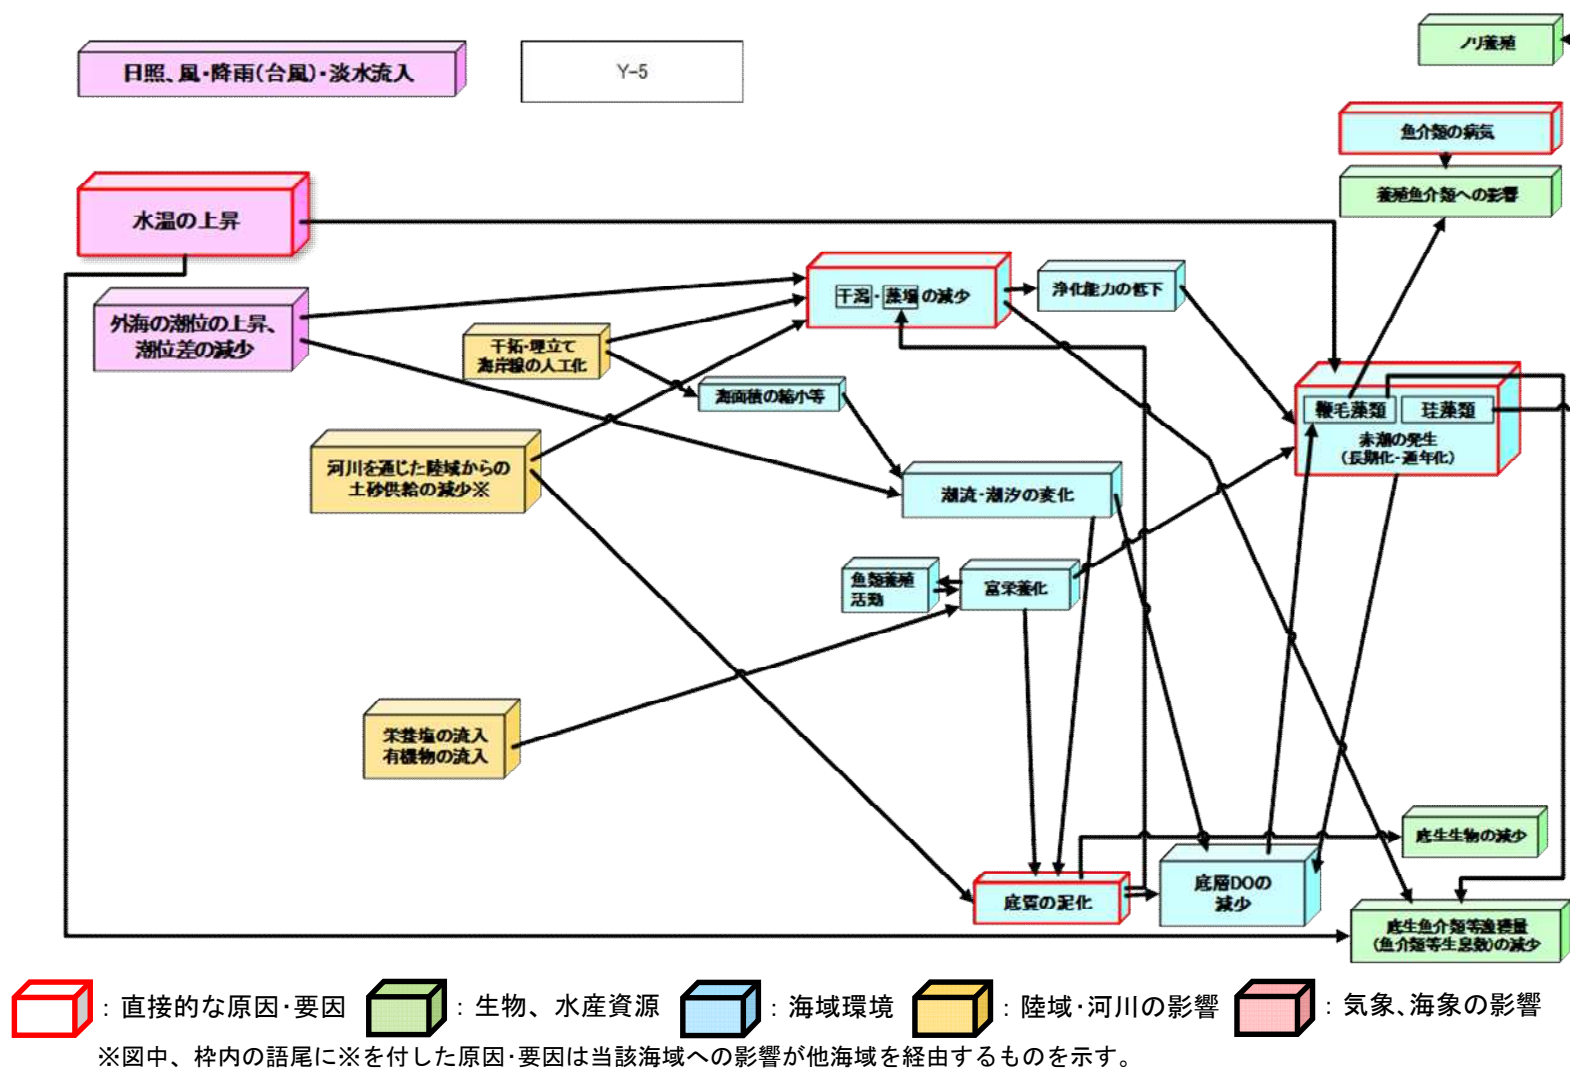 日照、風・降雨(台風)・淡水流入
Y-5
ノリ養殖
魚介類の病気
養殖魚介類への影響
水温の上昇
干潟・藻場の減少
浄化能力の低下
外海の潮位の上昇、
潮位差の減少
干拓・埋立て
海岸線の人工化
海面積の縮小等
鞭毛藻類
珪藻類
赤潮の発生
(長期化・通年化)
河川を通じた陸域からの
土砂供給の減少※
潮流・潮汐の変化
魚類養殖
活動
富栄養化
栄養塩の流入
有機物の流入
底生生物の減少
底質の泥化
底層DOの
減少
底生魚介類等漁獲量
(魚介類等生息数)の減少
：直接的な原因・要因
：生物、水産資源
：海域環境
：陸域・河川の影響
：気象、海象の影響
※図中、枠内の語尾に※を付した原因・要因は当該海域への影響が他海域を経由するものを示す。